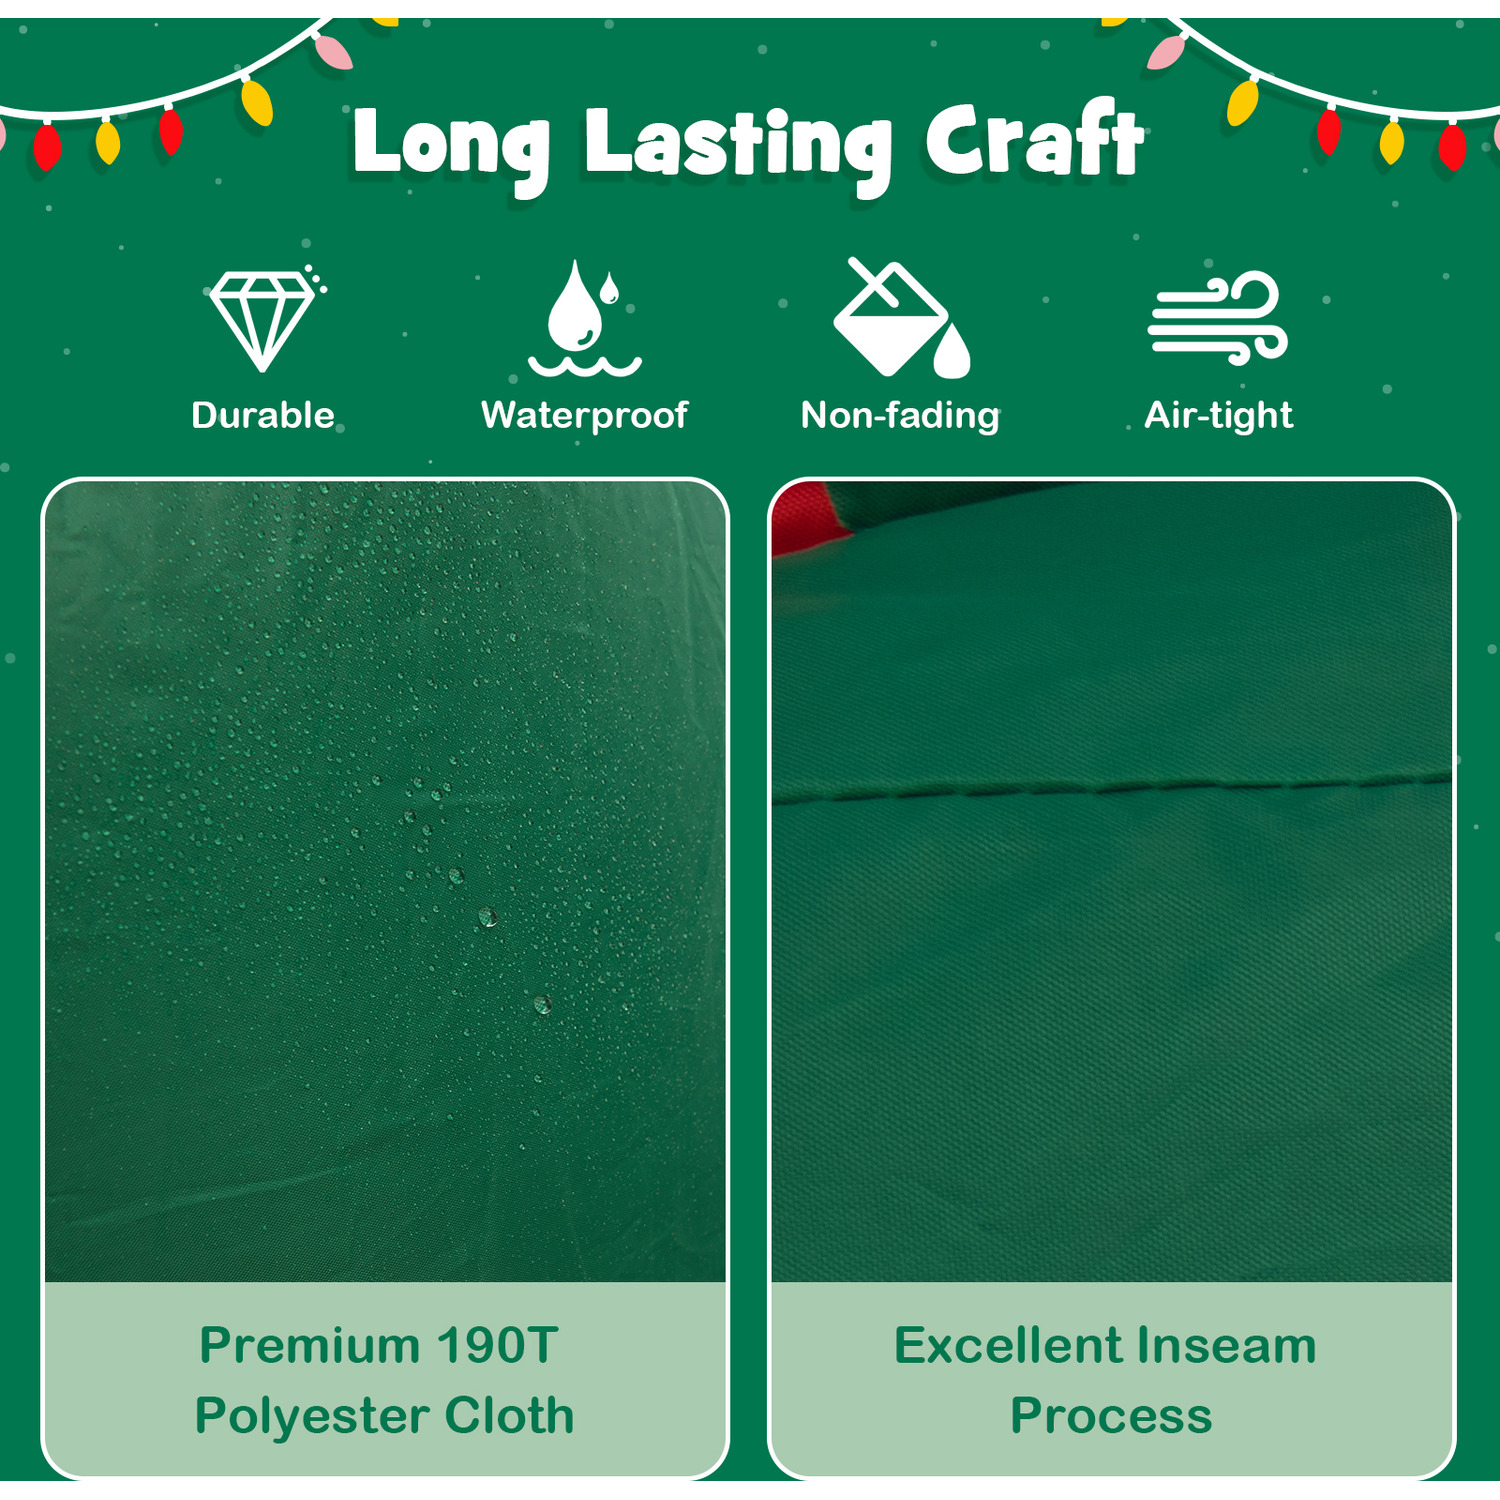 Long Lasting Craft
Durable
Waterproof
Non-fading
Air-tight
Premium 190T
Polyester Cloth
Excellent Inseam
Process